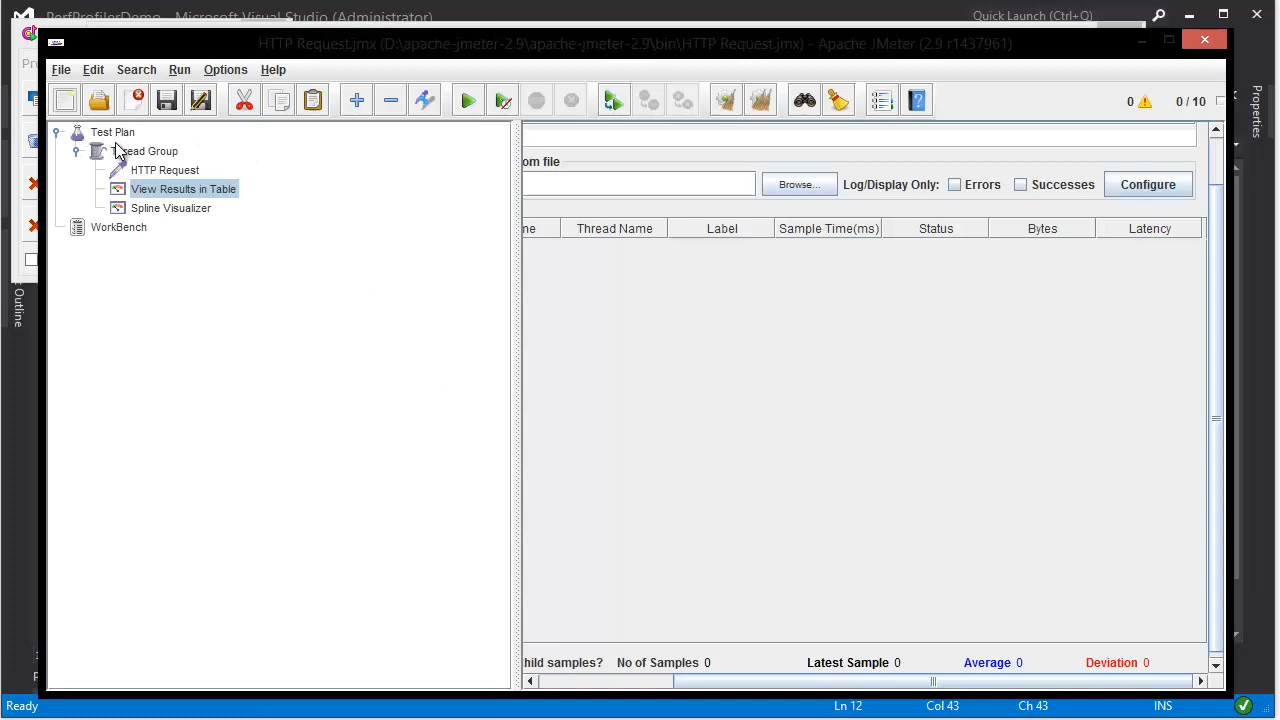 PerfProfilerDemo - Microsoft Visual Studio (Administrator)
Quick Launch (Ctrl+Q)
HTTP Request.jmx (D:\apache-jmeter-2.9\apache-jmeter-2.9\bin\HTTP Request.jmx) - Apache JMeter (2.9 r1437961)
File Edit Search Run Options Help
0 0 / 10
Test Plan
Thread Group
HTTP Request
View Results in Table
Spline Visualizer
WorkBench
om file
Browse... Log/Display Only: Errors Successes Configure
me Thread Name Label Sample Time(ms) Status Bytes Latency
hild samples? No of Samples 0 Latest Sample 0 Average 0 Deviation 0
Properties
Outline
Ready Ln 12 Col 43 Ch 43 INS